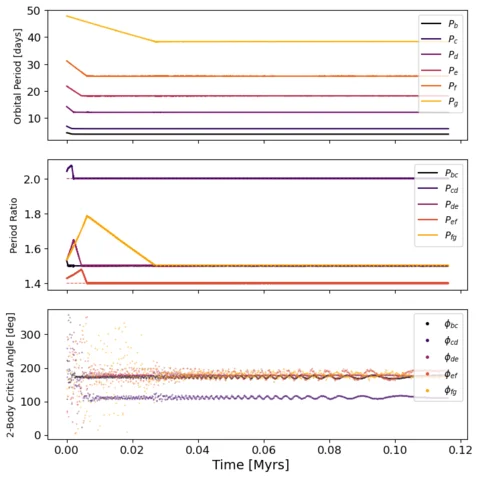 Orbital Period [days]
50
40
30
20
10
P_b
P_c
P_d
P_e
P_f
P_g
Period Ratio
2.0
1.8
1.6
1.4
P_bc
P_cd
P_de
P_ef
P_fg
2-Body Critical Angle [deg]
300
200
100
0
ϕ_bc
ϕ_cd
ϕ_de
ϕ_ef
ϕ_fg
0.00 0.02 0.04 0.06 0.08 0.10 0.12
Time [Myrs]